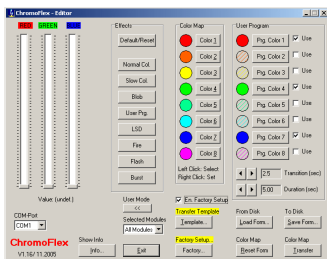 ChromoFlex - Editor
RED GREEN
Effects
Default/Reset
Normal Col.
Slow Col.
Blob
User Prg.
LSD
Fire
Flash
Burst
Color Map
Color 1
Color 2
Color 3
Color 4
Color 5
Color 6
Color 7
Color 8
Left Click: Select
Right Click: Set
User Program
Prg. Color 1 Use
Prg. Color 2 Use
Prg. Color 3 Use
Prg. Color 4 Use
Prg. Color 5 Use
Prg. Color 6 Use
Prg. Color 7 Use
Prg. Color 8 Use
2.5 Transition (sec)
5.00 Duration (sec)
Value: (undef.)
User Mode
<<
En. Factory Setup
COM-Port
COM1
Selected Modules
All Modules
Transfer Template
Template...
From Disk
Load Form...
To Disk
Save Form...
ChromoFlex
V1.16/ 11.2005
Show Info
Info...
Exit
Factory Setup...
Factory...
Color Map
Reset Form
Color Map
Transfer